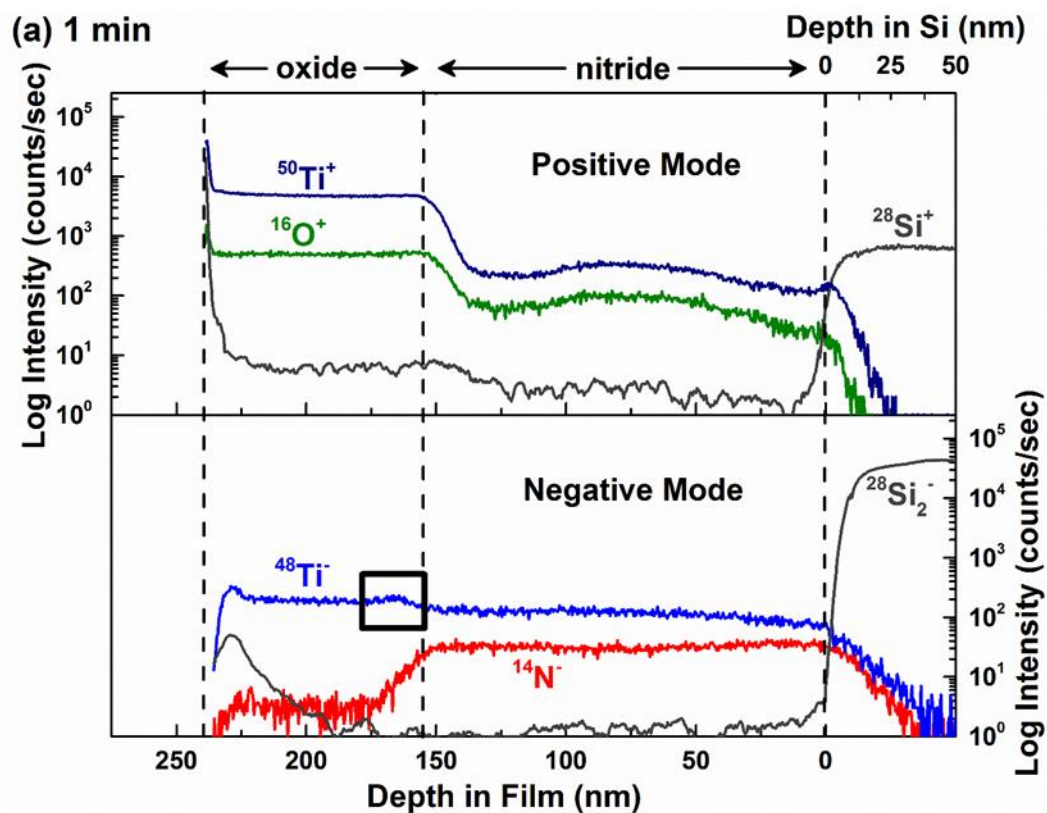 (a) 1 min
Depth in Si (nm)
oxide
nitride
0 25 50
Log Intensity (counts/sec)
10⁵
10⁴
10³
10²
10¹
10⁰
⁵⁰Ti⁺
Positive Mode
¹⁶O⁺
²⁸Si⁺
Negative Mode
²⁸Si₂⁻
⁴⁸Ti⁻
¹⁴N⁻
10⁵
10⁴
10³
10²
10¹
10⁰
Log Intensity (counts/sec)
250 200 150 100 50 0
Depth in Film (nm)